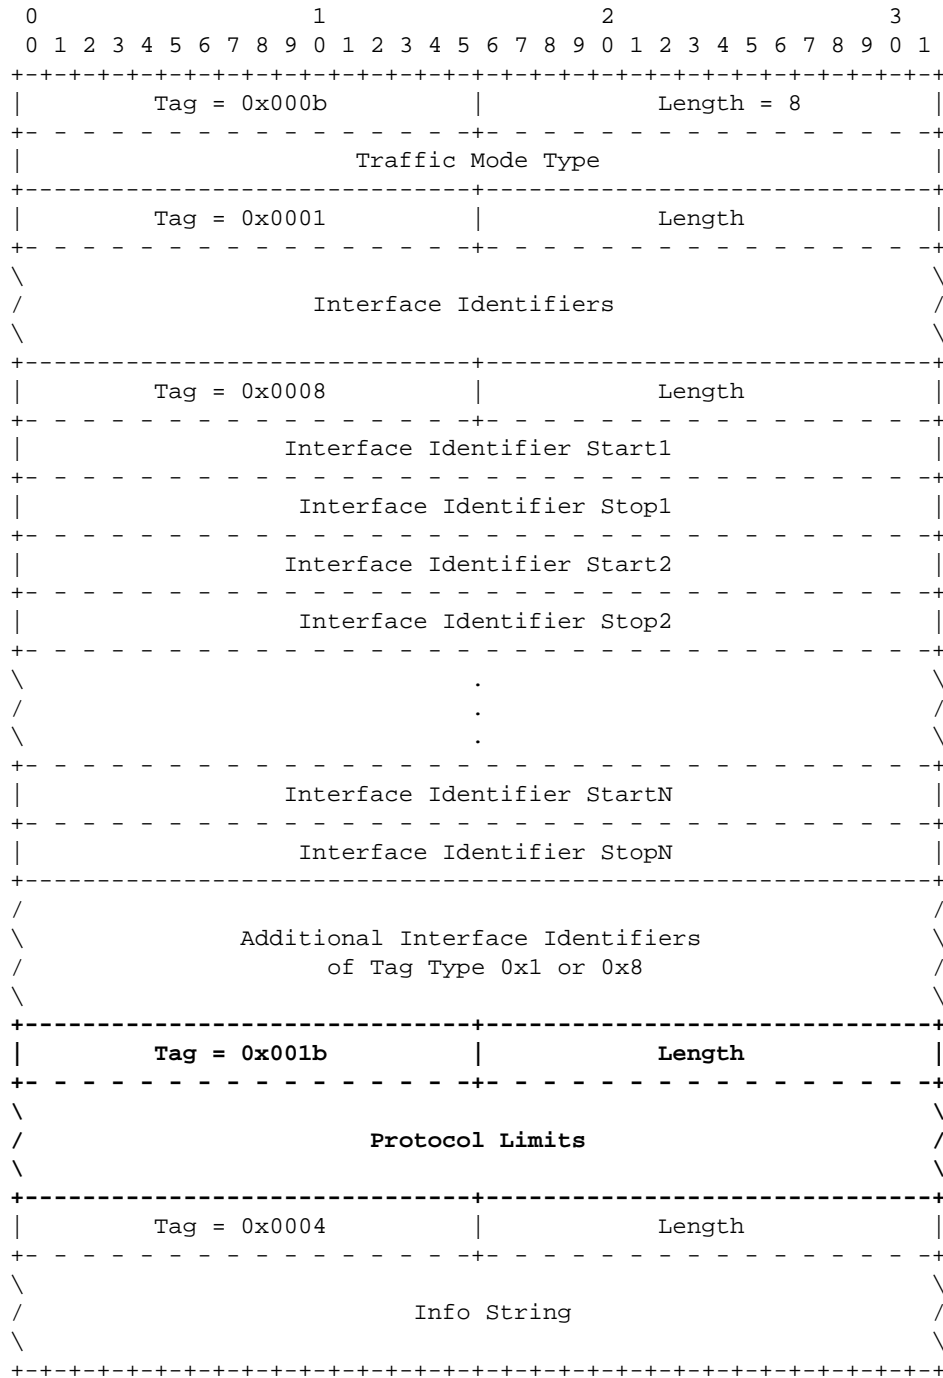 0                   1                   2                   3
 0 1 2 3 4 5 6 7 8 9 0 1 2 3 4 5 6 7 8 9 0 1 2 3 4 5 6 7 8 9 0 1
+-+-+-+-+-+-+-+-+-+-+-+-+-+-+-+-+-+-+-+-+-+-+-+-+-+-+-+-+-+-+-+-+
|         Tag = 0x000b          |            Length = 8         |
+- - - - - - - - - - - - - - - -+- - - - - - - - - - - - - - - -+
|                       Traffic Mode Type                       |
+-------------------------------+-------------------------------+
|         Tag = 0x0001          |            Length             |
+- - - - - - - - - - - - - - - -+- - - - - - - - - - - - - - - -+
\                                                               \
/                    Interface Identifiers                      /
\                                                               \
+-------------------------------+-------------------------------+
|         Tag = 0x0008          |            Length             |
+- - - - - - - - - - - - - - - -+- - - - - - - - - - - - - - - -+
|                  Interface Identifier Start1                  |
+- - - - - - - - - - - - - - - - - - - - - - - - - - - - - - - -+
|                   Interface Identifier Stop1                  |
+- - - - - - - - - - - - - - - - - - - - - - - - - - - - - - - -+
|                  Interface Identifier Start2                  |
+- - - - - - - - - - - - - - - - - - - - - - - - - - - - - - - -+
|                   Interface Identifier Stop2                  |
+- - - - - - - - - - - - - - - - - - - - - - - - - - - - - - - -+
\                               .                               \
/                               .                               /
\                               .                               \
+- - - - - - - - - - - - - - - - - - - - - - - - - - - - - - - -+
|                  Interface Identifier StartN                  |
+- - - - - - - - - - - - - - - - - - - - - - - - - - - - - - - -+
|                   Interface Identifier StopN                  |
+---------------------------------------------------------------+
/                                                               /
\               Additional Interface Identifiers                \
/                     of Tag Type 0x1 or 0x8                    /
\                                                               \
+-------------------------------+-------------------------------+
|         Tag = 0x001b          |            Length             |
+- - - - - - - - - - - - - - - -+- - - - - - - - - - - - - - - -+
\                                                               \
/                        Protocol Limits                        /
\                                                               \
+-------------------------------+-------------------------------+
|         Tag = 0x0004          |            Length             |
+- - - - - - - - - - - - - - - -+- - - - - - - - - - - - - - - -+
\                                                               \
/                           Info String                         /
\                                                               \
+-+-+-+-+-+-+-+-+-+-+-+-+-+-+-+-+-+-+-+-+-+-+-+-+-+-+-+-+-+-+-+-+